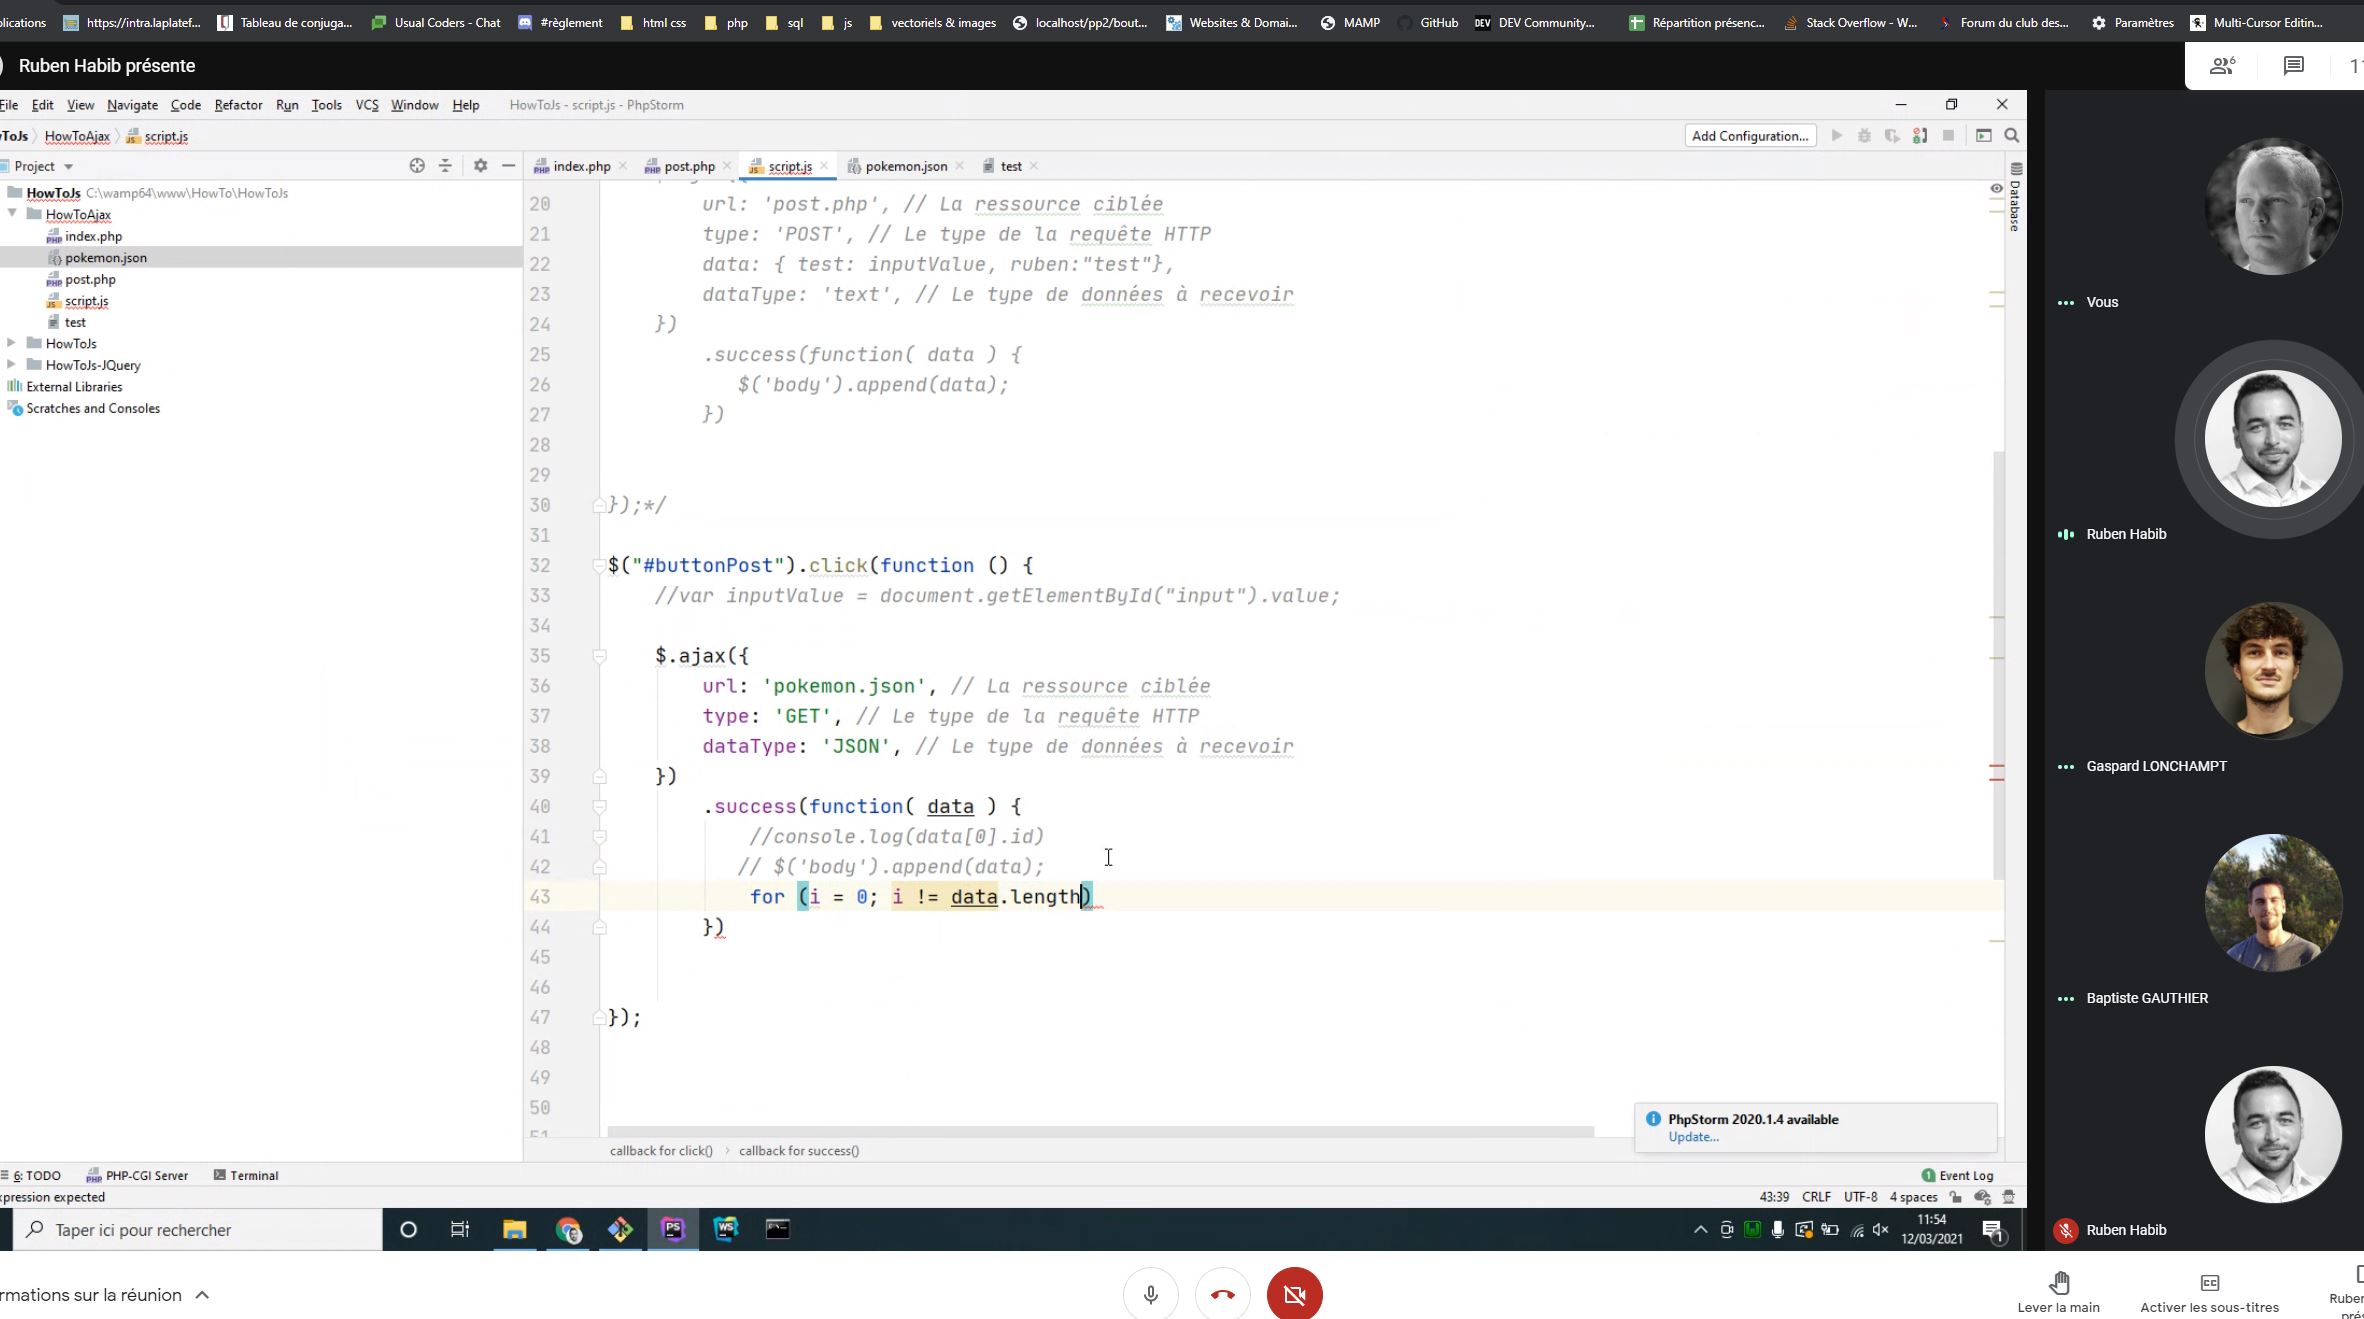 plications https://intra.laplatef... Tableau de conjuga... Usual Coders - Chat #règlement html css php sql js vectoriels & images localhost/pp2/bout... Websites & Domai... MAMP GitHub DEV Community... Répartition présenc... Stack Overflow - W... Forum du club des... Paramètres Multi-Cursor Editin...
Ruben Habib présente
6
11
File Edit View Navigate Code Refactor Run Tools VCS Window Help HowToJs - script.js - PhpStorm
wToJs HowToAjax script.js
Add Configuration...
Project
index.php post.php script.js pokemon.json test
HowToJs C:\wamp64\www\HowTo\HowToJs
HowToAjax
index.php
pokemon.json
post.php
script.js
test
HowToJs
HowToJs-JQuery
External Libraries
Scratches and Consoles
Database
20 url: 'post.php', // La ressource ciblée
21 type: 'POST', // Le type de la requête HTTP
22 data: { test: inputValue, ruben:"test"},
23 dataType: 'text', // Le type de données à recevoir
24 })
25 .success(function( data ) {
26 $('body').append(data);
27 })
28
29
30 });*/
31
32 $("#buttonPost").click(function () {
33 //var inputValue = document.getElementById("input").value;
34
35 $.ajax({
36 url: 'pokemon.json', // La ressource ciblée
37 type: 'GET', // Le type de la requête HTTP
38 dataType: 'JSON', // Le type de données à recevoir
39 })
40 .success(function( data ) {
41 //console.log(data[0].id)
42 // $('body').append(data);
43 for (i = 0; i != data.length)
44 })
45
46
47 });
48
49
50
51
PhpStorm 2020.1.4 available
Update...
callback for click() callback for success()
6: TODO PHP-CGI Server Terminal
1 Event Log
xpression expected
43:39 CRLF UTF-8 4 spaces
Taper ici pour rechercher
11:54
12/03/2021
1
Vous
Ruben Habib
Gaspard LONCHAMPT
Baptiste GAUTHIER
Ruben Habib
rmations sur la réunion
Lever la main
Activer les sous-titres
Ruben
prés